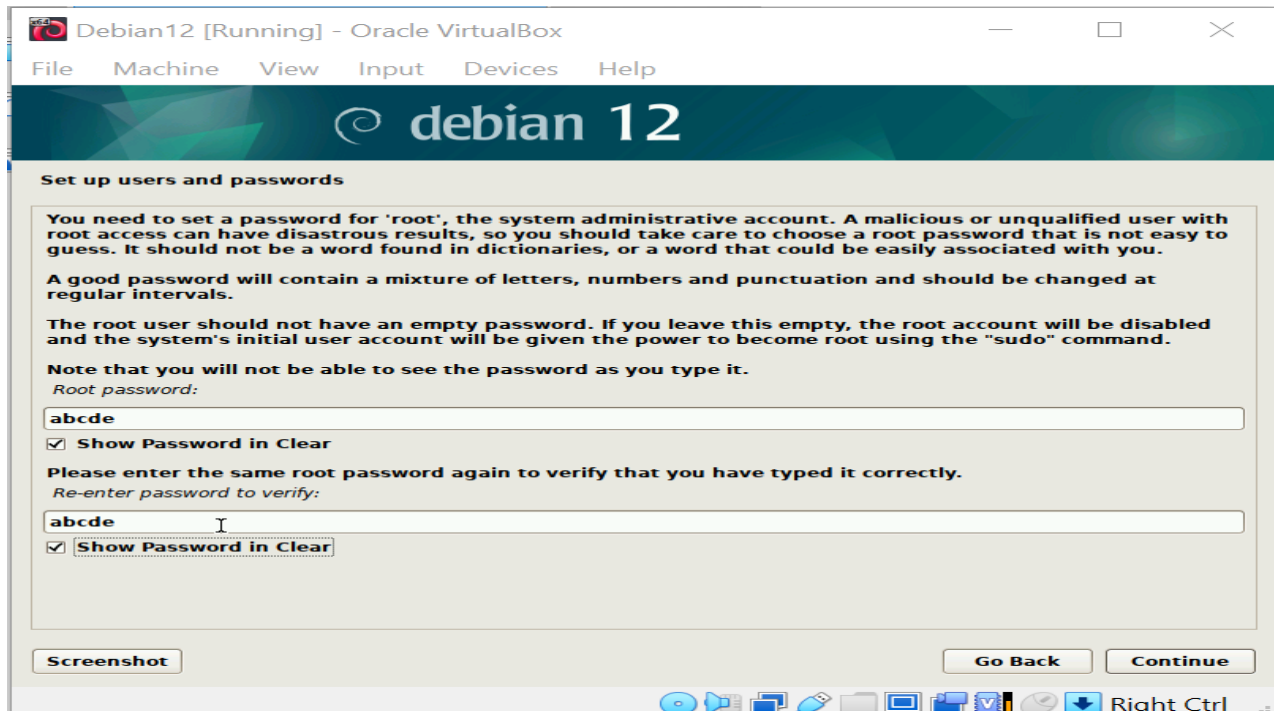 Debian12 [Running] - Oracle VirtualBox
File Machine View Input Devices Help
debian 12
Set up users and passwords
You need to set a password for 'root', the system administrative account. A malicious or unqualified user with
root access can have disastrous results, so you should take care to choose a root password that is not easy to
guess. It should not be a word found in dictionaries, or a word that could be easily associated with you.
A good password will contain a mixture of letters, numbers and punctuation and should be changed at
regular intervals.
The root user should not have an empty password. If you leave this empty, the root account will be disabled
and the system's initial user account will be given the power to become root using the "sudo" command.
Note that you will not be able to see the password as you type it.
Root password:
abcde
Show Password in Clear
Please enter the same root password again to verify that you have typed it correctly.
Re-enter password to verify:
abcde
Show Password in Clear
Screenshot Go Back Continue
Right Ctrl